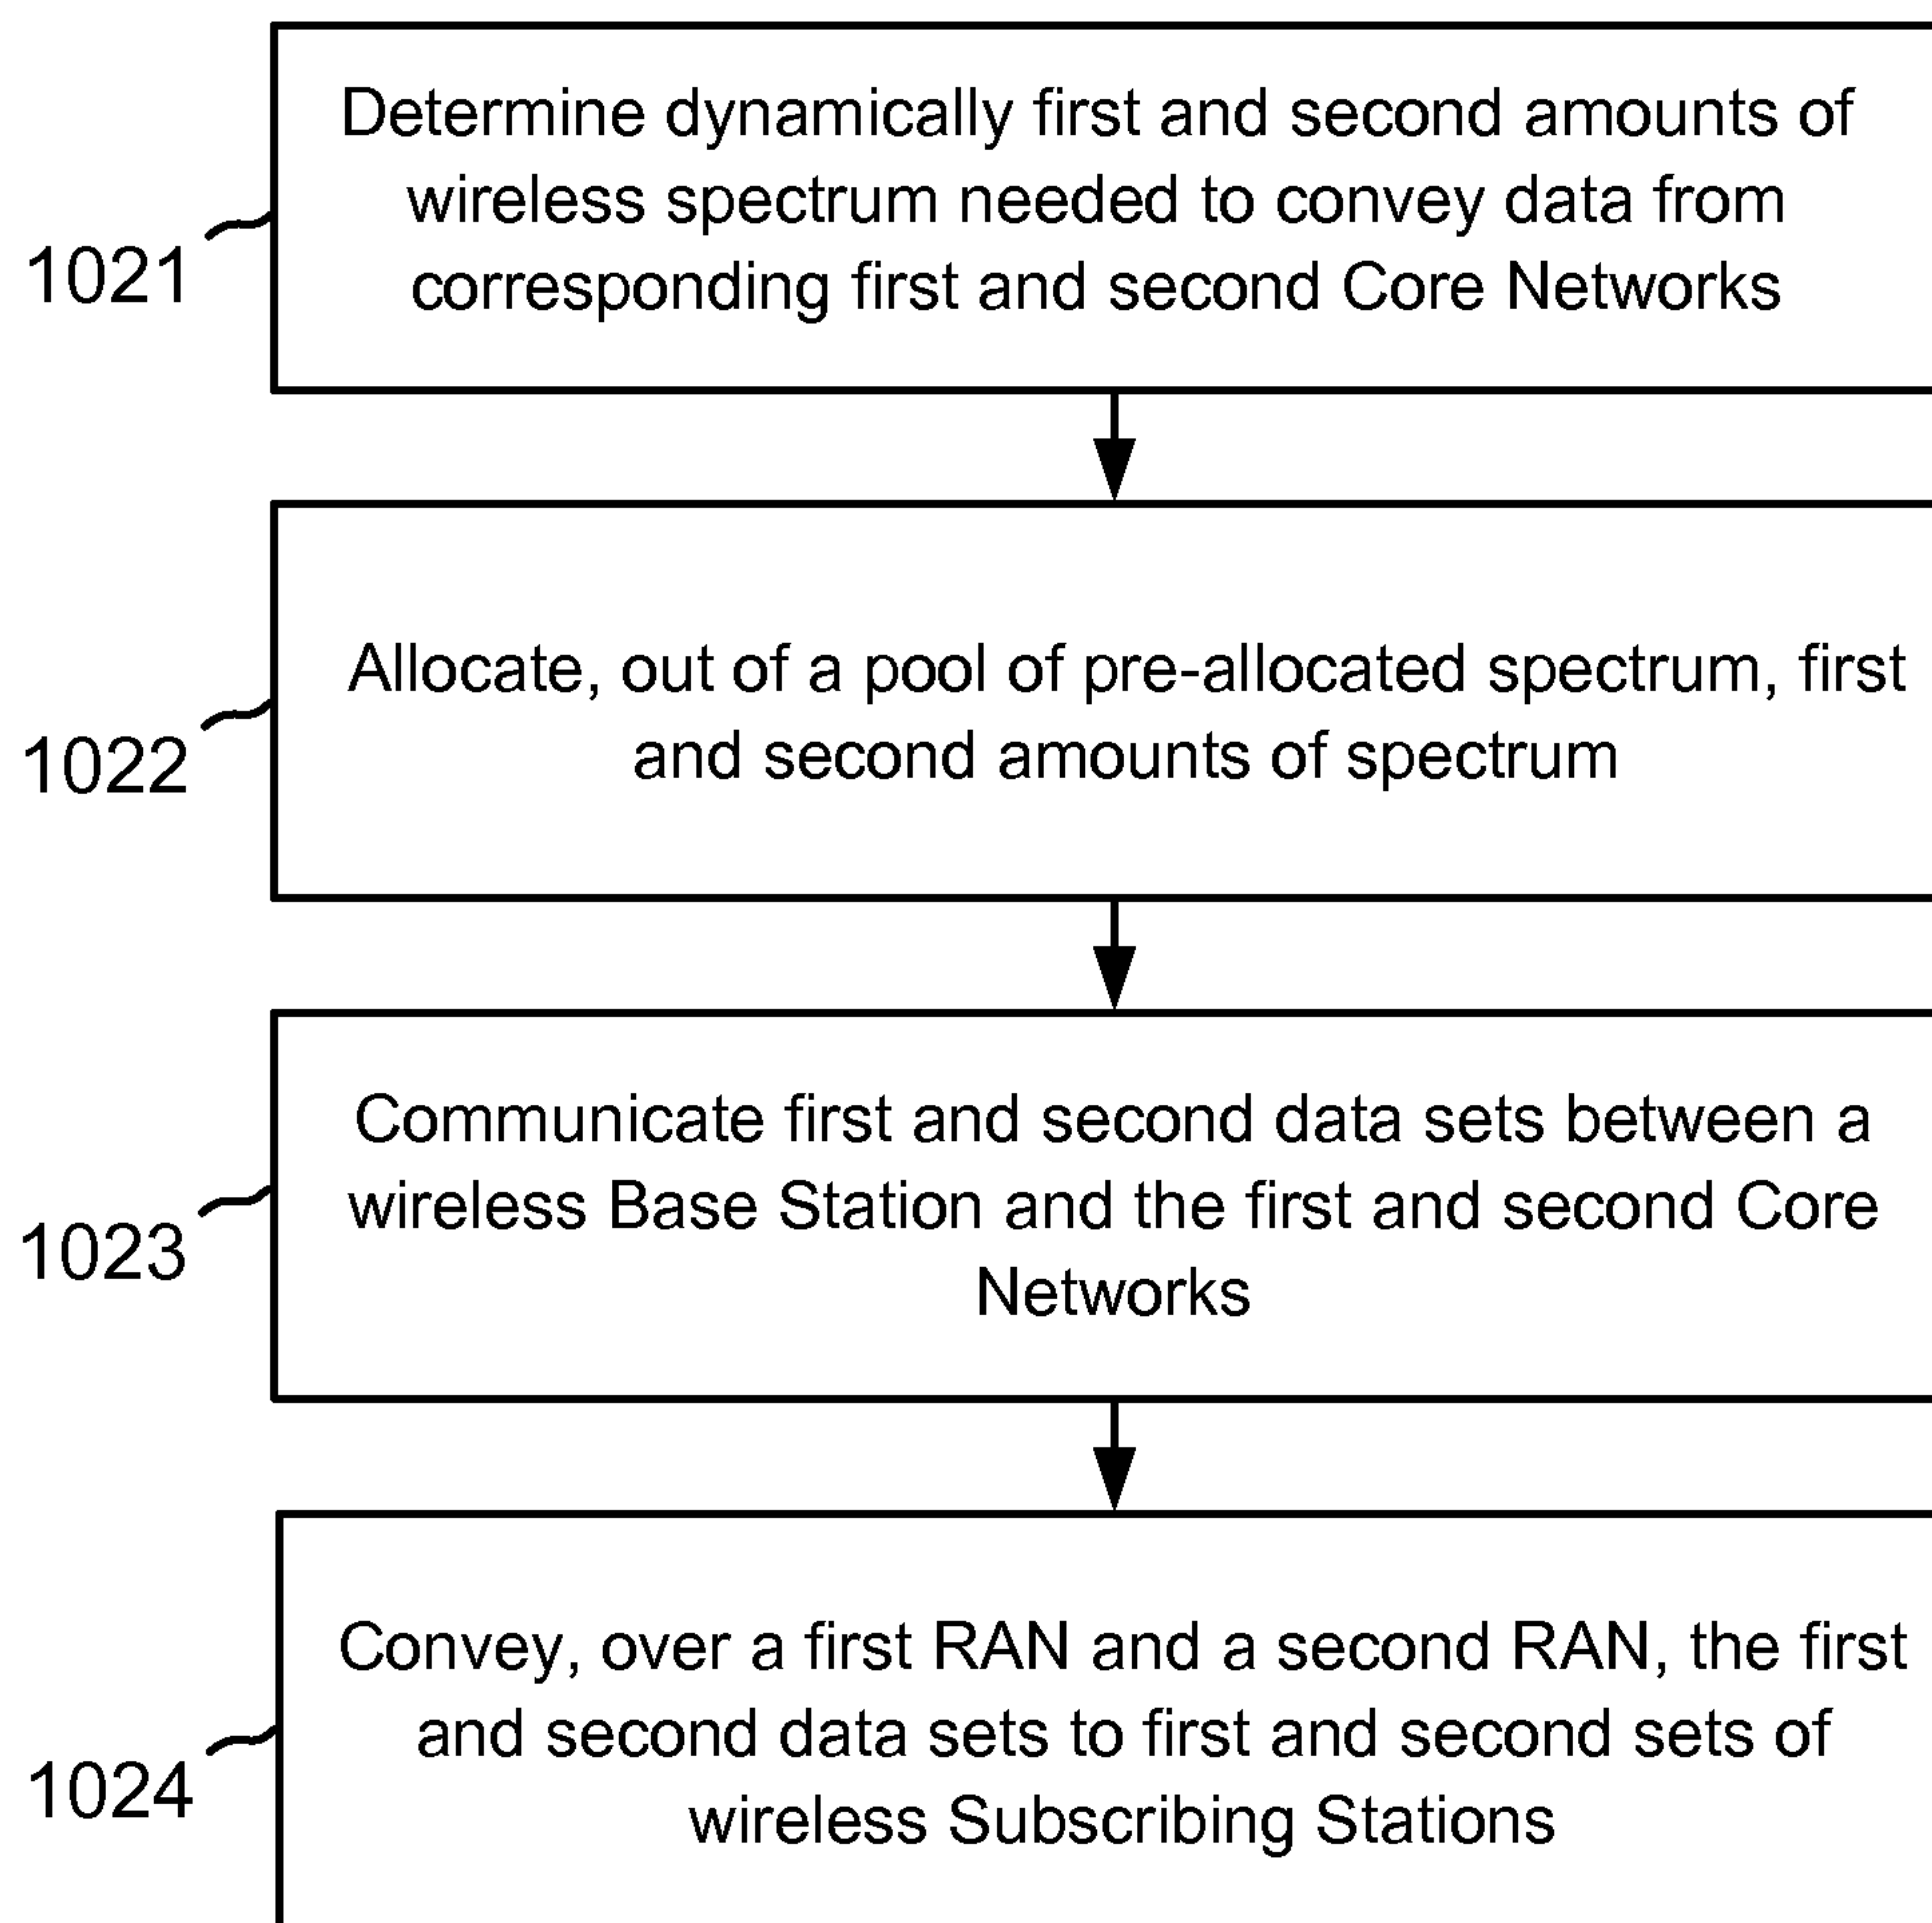 Determine dynamically first and second amounts of
wireless spectrum needed to convey data from
corresponding first and second Core Networks
1021
Allocate, out of a pool of pre-allocated spectrum, first
and second amounts of spectrum
1022
Communicate first and second data sets between a
wireless Base Station and the first and second Core
Networks
1023
Convey, over a first RAN and a second RAN, the first
and second data sets to first and second sets of
wireless Subscribing Stations
1024